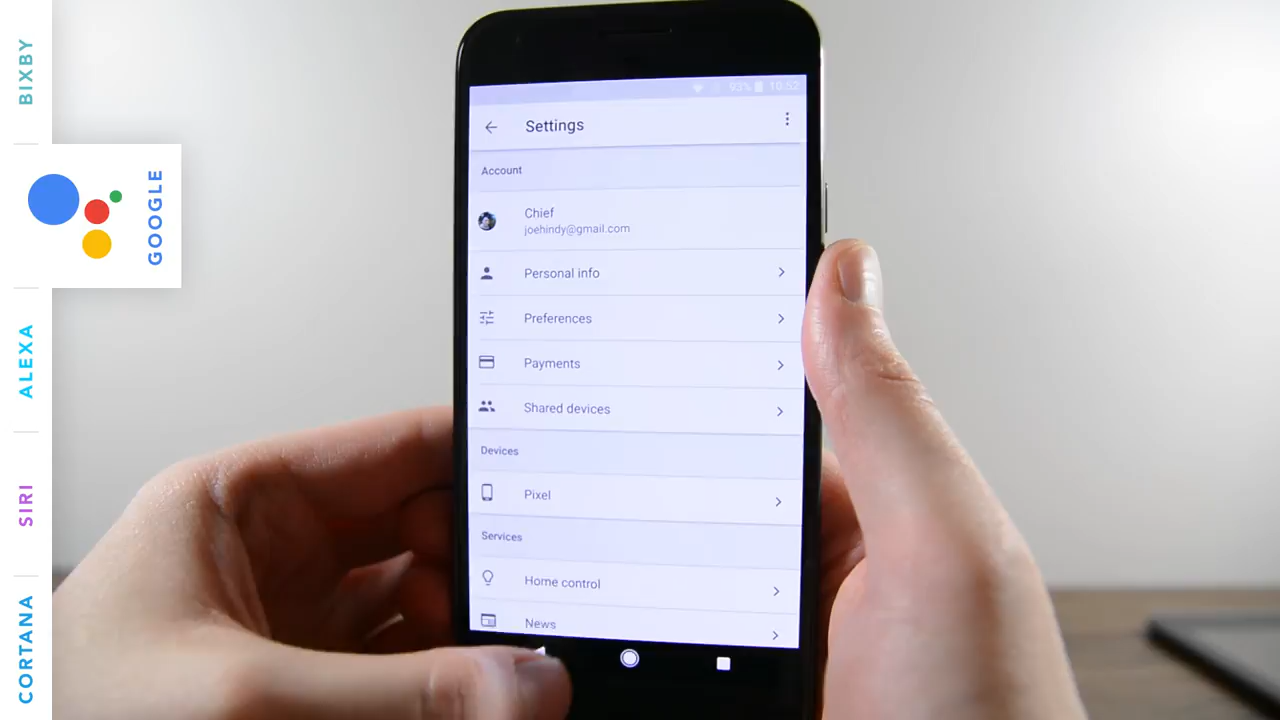 BIXBY
GOOGLE
ALEXA
SIRI
CORTANA
93% 10:52
Settings
Account
Chief
joehindy@gmail.com
Personal info
Preferences
Payments
Shared devices
Devices
Pixel
Services
Home control
News